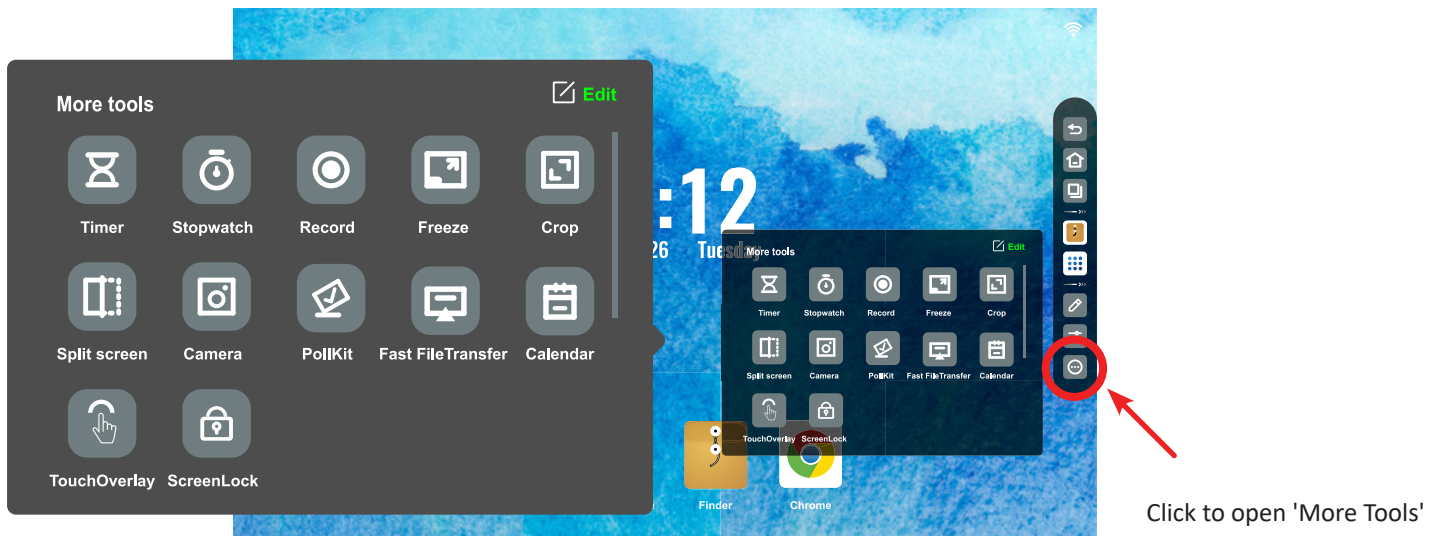 More tools
Edit
Timer Stopwatch Record Freeze Crop
Split screen Camera PollKit Fast FileTransfer Calendar
TouchOverlay ScreenLock
:12
26 Tuesday
More tools
Edit
Timer Stopwatch Record Freeze Crop
Split screen Camera PollKit Fast FileTransfer Calendar
TouchOverlay ScreenLock
Finder Chrome
Click to open 'More Tools'